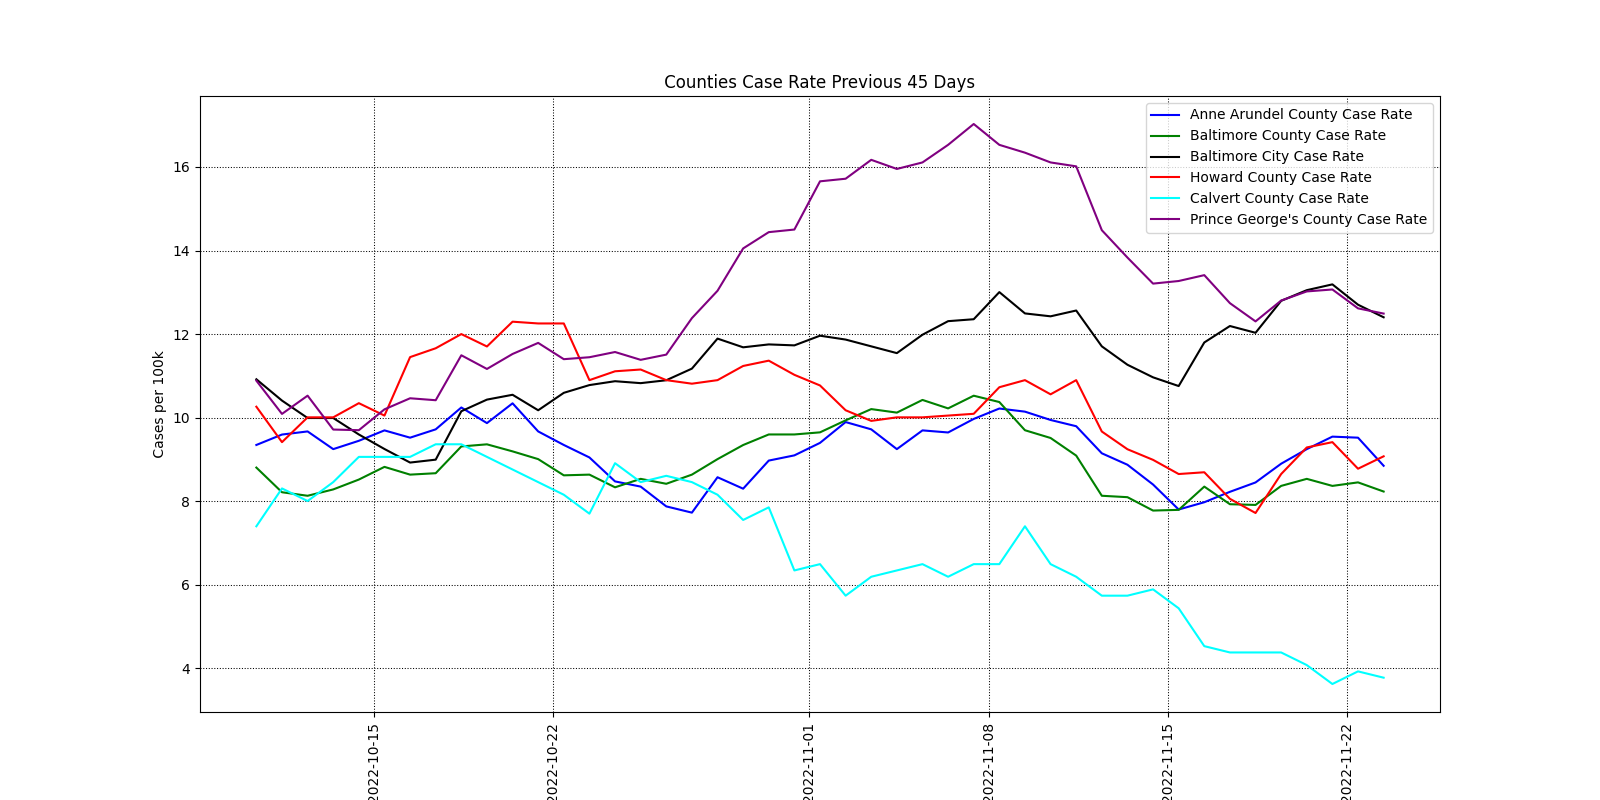 Counties Case Rate Previous 45 Days
Anne Arundel County Case Rate
Baltimore County Case Rate
Baltimore City Case Rate
Howard County Case Rate
Calvert County Case Rate
Prince George's County Case Rate
Cases per 100k
16
14
12
10
8
6
4
2022-10-15
2022-10-22
2022-11-01
2022-11-08
2022-11-15
2022-11-22